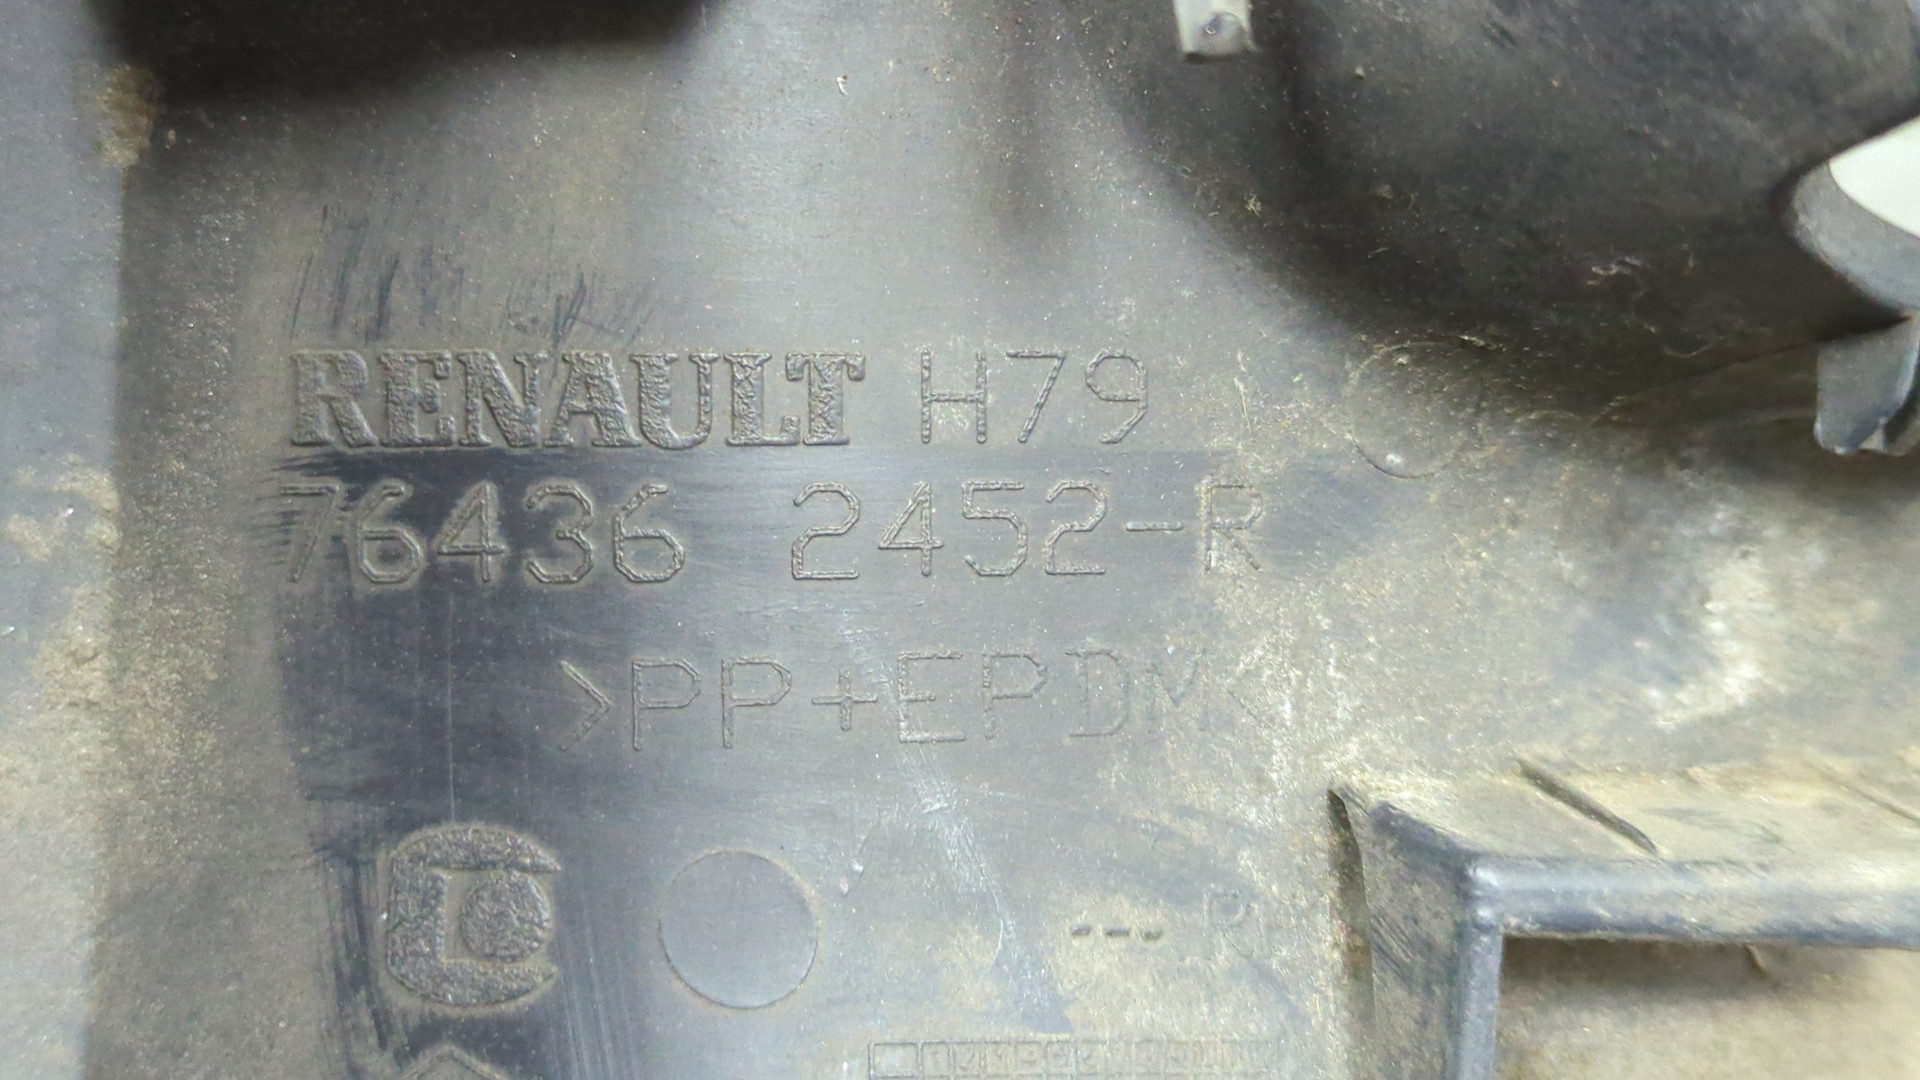 RENAULT H79
76436 2452-R
>PP+EPDM<